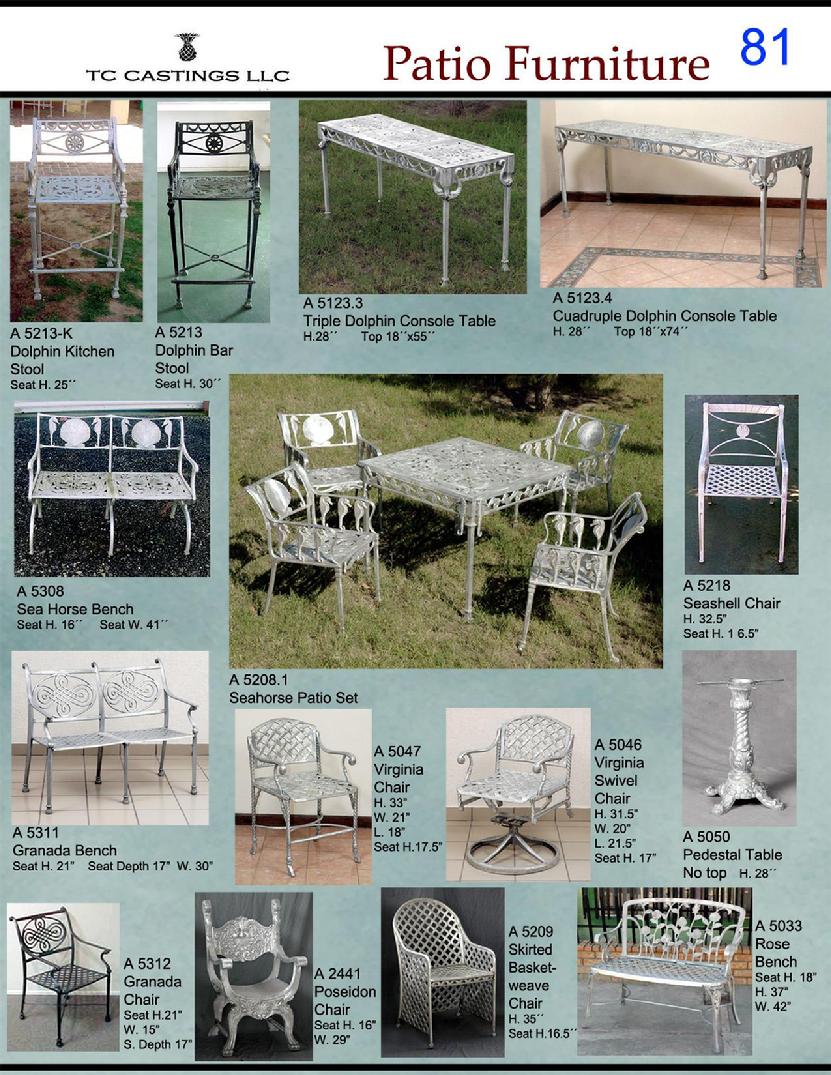 TC CASTINGS LLC
Patio Furniture
81
A 5213-K
Dolphin Kitchen
Stool
Seat H. 25´´
A 5213
Dolphin Bar
Stool
Seat H. 30´´
A 5123.3
Triple Dolphin Console Table
H.28´´ Top 18´´x55´´
A 5123.4
Cuadruple Dolphin Console Table
H. 28´´ Top 18´´x74´´
A 5308
Sea Horse Bench
Seat H. 16´´ Seat W. 41´´
A 5208.1
Seahorse Patio Set
A 5218
Seashell Chair
H. 32.5"
Seat H. 1 6.5"
A 5311
Granada Bench
Seat H. 21" Seat Depth 17" W. 30"
A 5047
Virginia
Chair
H. 33"
W. 21"
L. 18"
Seat H.17.5"
A 5046
Virginia
Swivel
Chair
H. 31.5"
W. 20"
L. 21.5"
Seat H. 17"
A 5050
Pedestal Table
No top H. 28´´
A 5312
Granada
Chair
Seat H.21"
W. 15"
S. Depth 17"
A 2441
Poseidon
Chair
Seat H. 16"
W. 29"
A 5209
Skirted
Basket-
weave
Chair
H. 35´´
Seat H.16.5´´
A 5033
Rose
Bench
Seat H. 18"
H. 37"
W. 42"